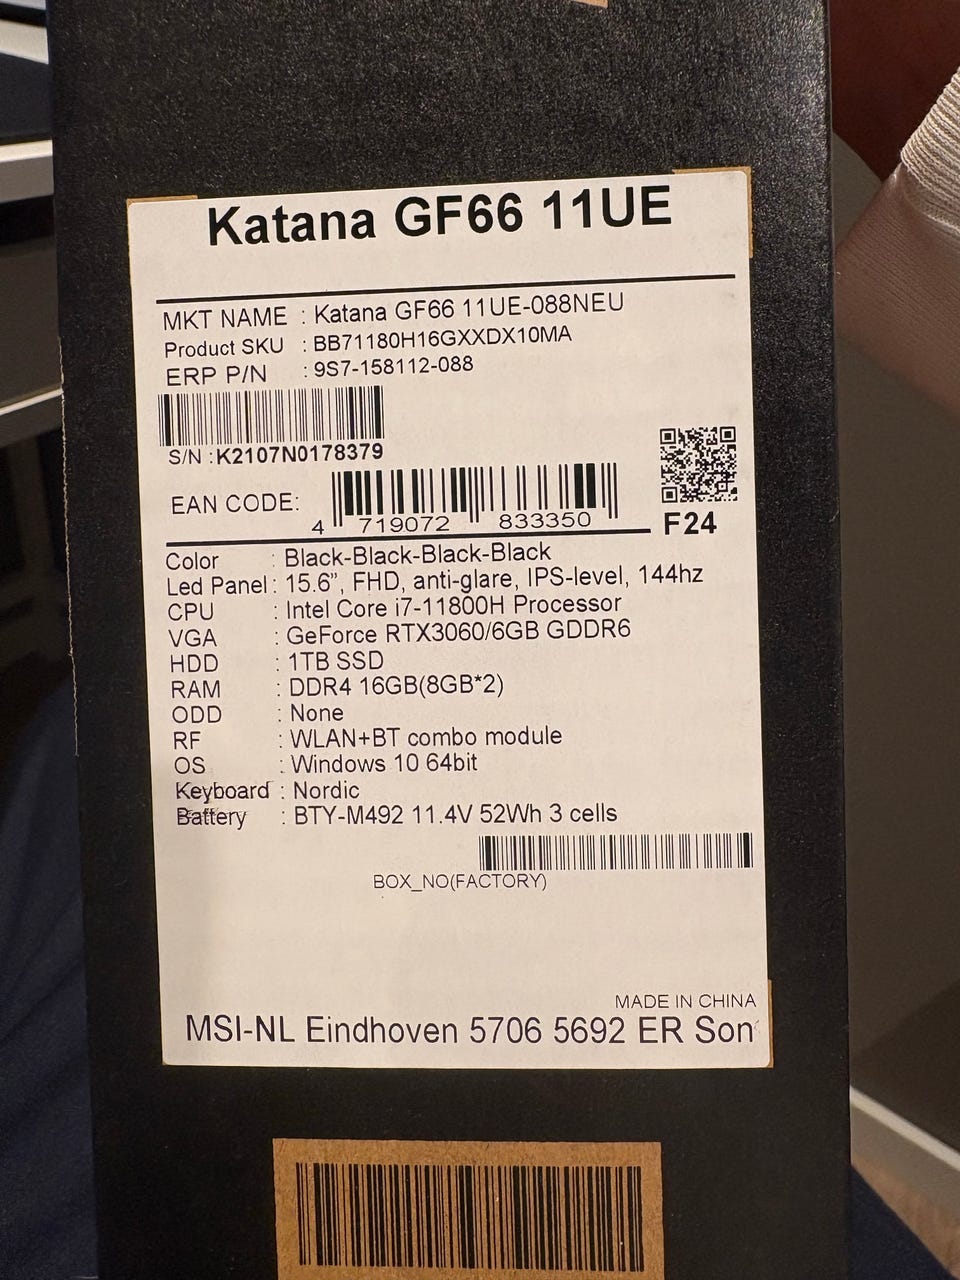 Katana GF66 11UE
MKT NAME : Katana GF66 11UE-088NEU
Product SKU : BB71180H16GXXDX10MA
ERP P/N : 9S7-158112-088
S/N :K2107N0178379
EAN CODE:
4 719072 833350
F24
Color : Black-Black-Black-Black
Led Panel : 15.6”, FHD, anti-glare, IPS-level, 144hz
CPU : Intel Core i7-11800H Processor
VGA : GeForce RTX3060/6GB GDDR6
HDD : 1TB SSD
RAM : DDR4 16GB(8GB*2)
ODD : None
RF : WLAN+BT combo module
OS : Windows 10 64bit
Keyboard : Nordic
Battery : BTY-M492 11.4V 52Wh 3 cells
BOX_NO(FACTORY)
MADE IN CHINA
MSI-NL Eindhoven 5706 5692 ER Son